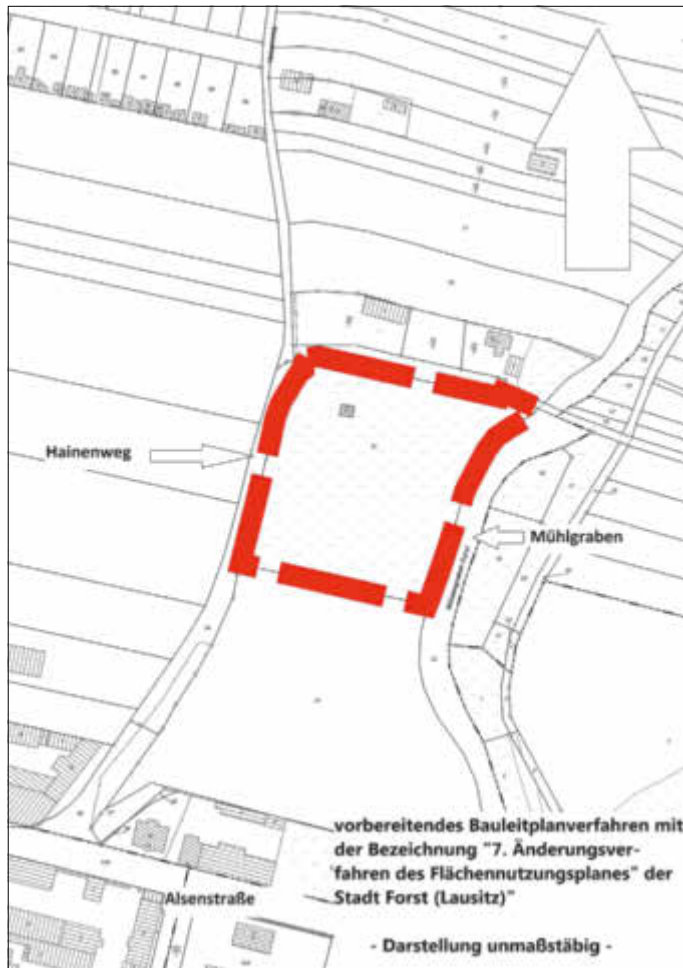 Hainenweg
Mühlgraben
vorbereitendes Bauleitplanverfahren mit
der Bezeichnung "7. Änderungsver-
fahren des Flächennutzungsplanes" der
Stadt Forst (Lausitz)"
Alsenstraße
- Darstellung unmaßstäbig -